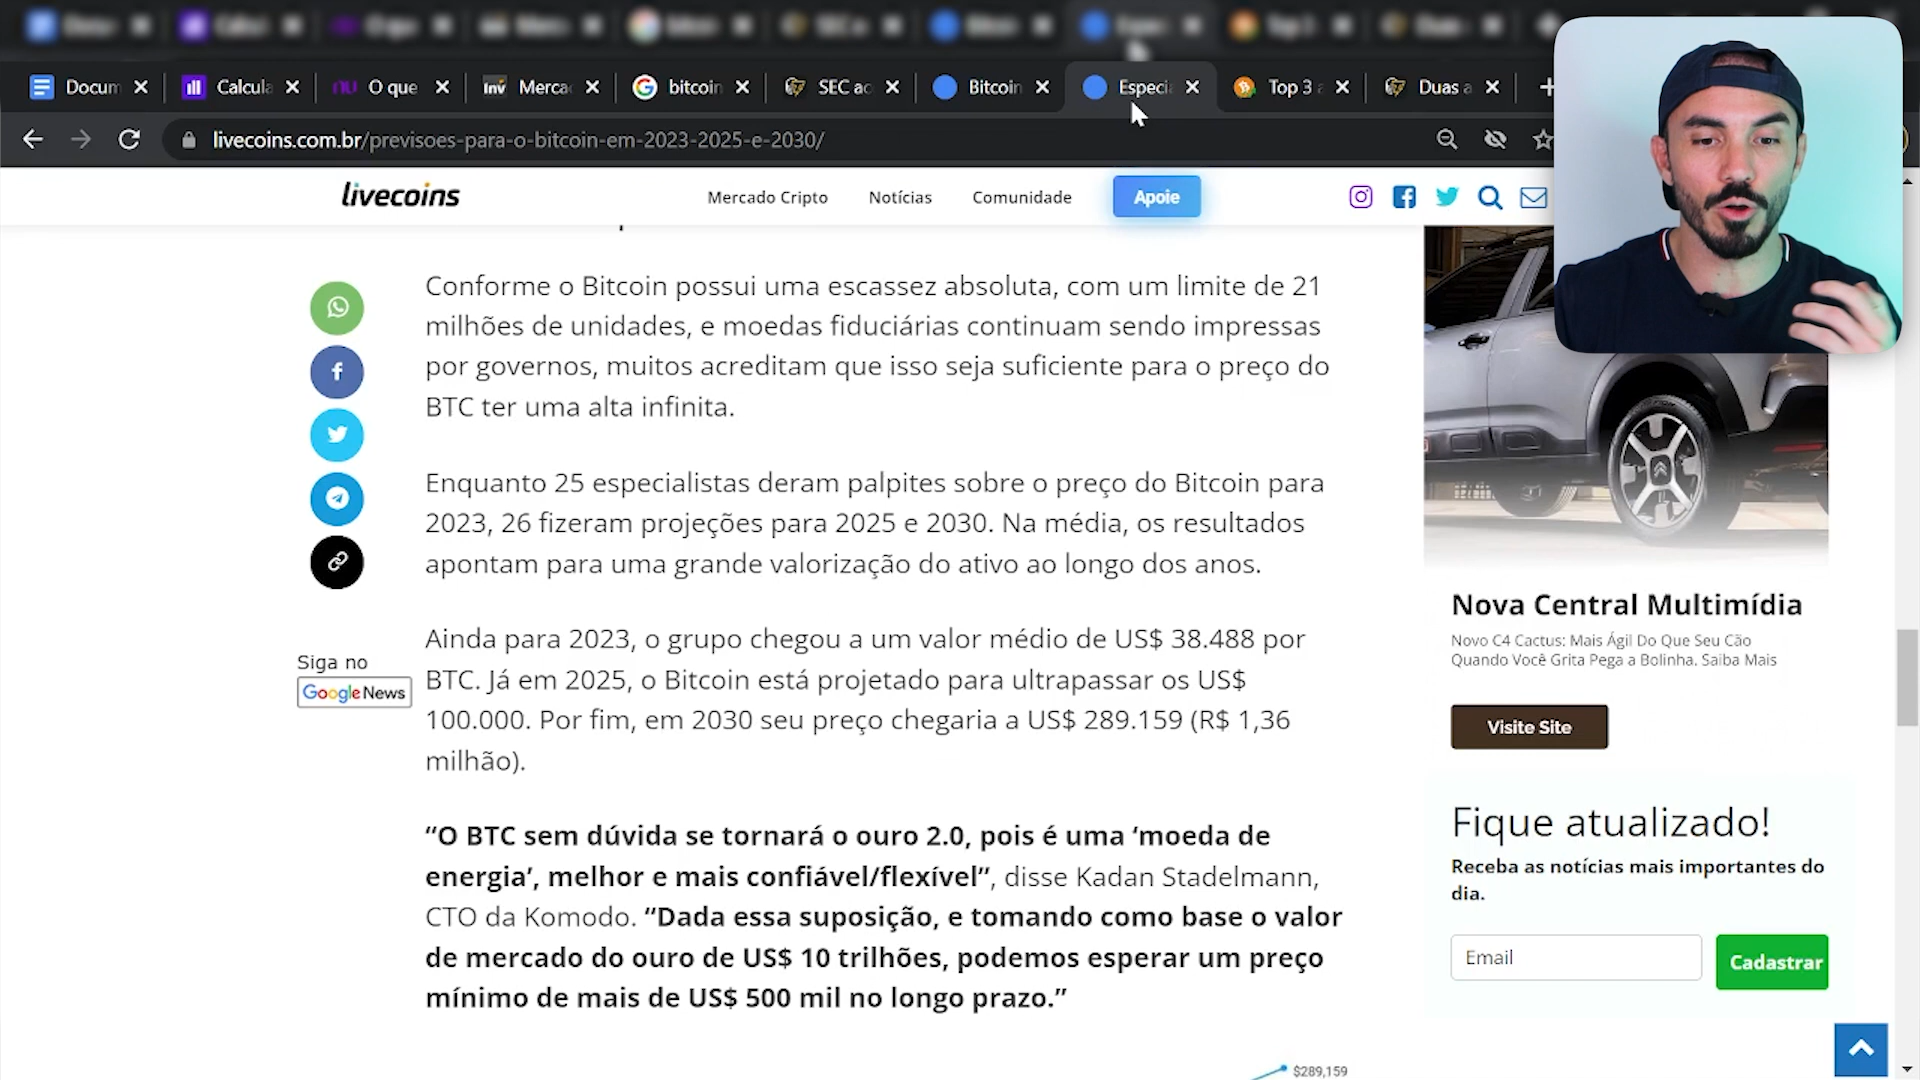 Docum
Calcula
O que
Inv Merca
bitcoin
SEC ac
Bitcoin
Especi
Top 3 a
Duas a
livecoins.com.br/previsoes-para-o-bitcoin-em-2023-2025-e-2030/
livecoins
Mercado Cripto
Notícias
Comunidade
Apoie
Conforme o Bitcoin possui uma escassez absoluta, com um limite de 21
milhões de unidades, e moedas fiduciárias continuam sendo impressas
por governos, muitos acreditam que isso seja suficiente para o preço do
BTC ter uma alta infinita.
Enquanto 25 especialistas deram palpites sobre o preço do Bitcoin para
2023, 26 fizeram projeções para 2025 e 2030. Na média, os resultados
apontam para uma grande valorização do ativo ao longo dos anos.
Ainda para 2023, o grupo chegou a um valor médio de US$ 38.488 por
BTC. Já em 2025, o Bitcoin está projetado para ultrapassar os US$
100.000. Por fim, em 2030 seu preço chegaria a US$ 289.159 (R$ 1,36
milhão).
“O BTC sem dúvida se tornará o ouro 2.0, pois é uma ‘moeda de
energia’, melhor e mais confiável/flexível”, disse Kadan Stadelmann,
CTO da Komodo. “Dada essa suposição, e tomando como base o valor
de mercado do ouro de US$ 10 trilhões, podemos esperar um preço
mínimo de mais de US$ 500 mil no longo prazo.”
$289,159
Siga no
Google News
Nova Central Multimídia
Novo C4 Cactus: Mais Ágil Do Que Seu Cão
Quando Você Grita Pega a Bolinha. Saiba Mais
Visite Site
Fique atualizado!
Receba as notícias mais importantes do
dia.
Email
Cadastrar